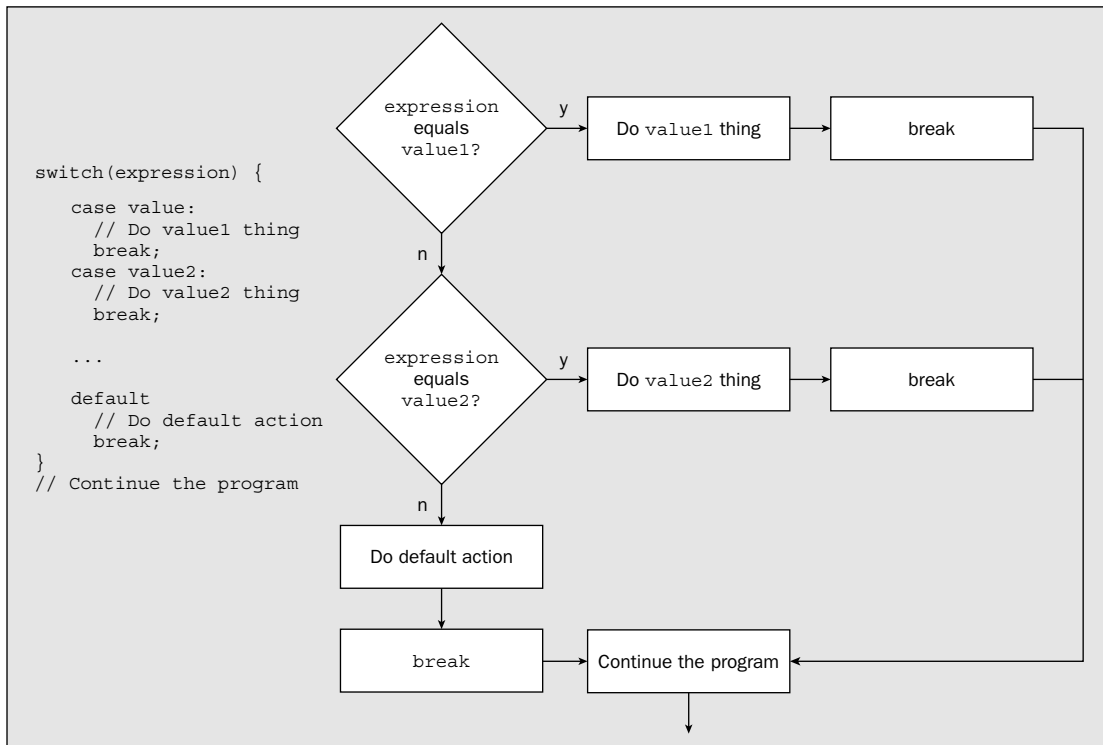 switch(expression) {
case value:
// Do value1 thing
break;
case value2:
// Do value2 thing
break;
...
default
// Do default action
break;
}
// Continue the program
expression
equals
value1?
y
Do value1 thing
break
n
expression
equals
value2?
y
Do value2 thing
break
n
Do default action
break
Continue the program